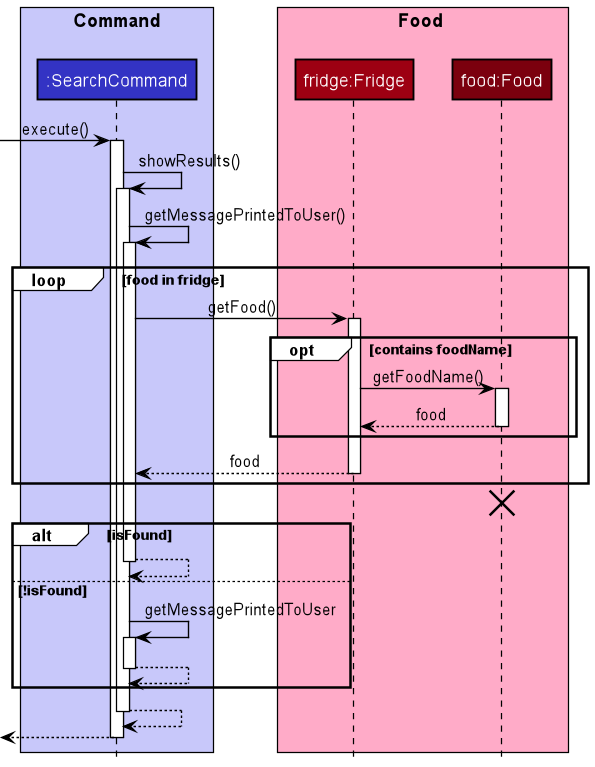 Command
Food
:SearchCommand
fridge:Fridge
food:Food
execute()
showResults()
getMessagePrintedToUser()
loop
[food in fridge]
getFood()
opt
[contains foodName]
getFoodName()
food
food
alt
[isFound]
[!isFound]
getMessagePrintedToUser